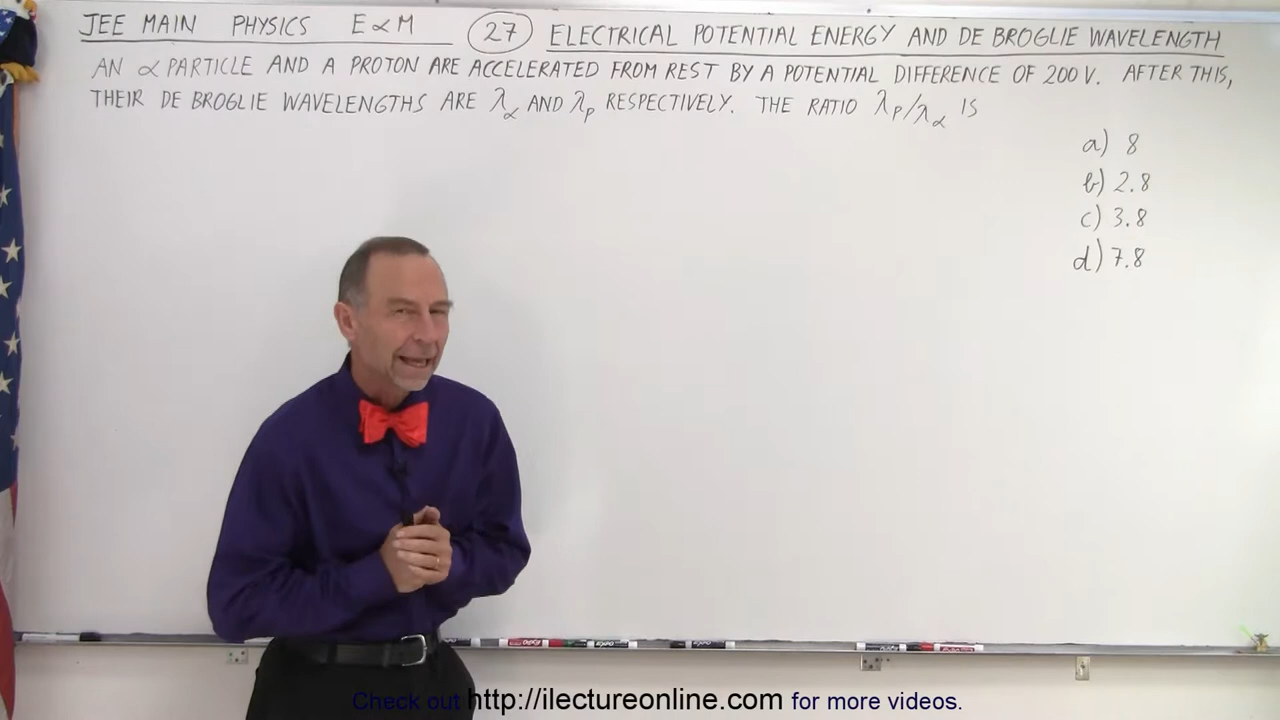 JEE MAIN PHYSICS E & M 27 ELECTRICAL POTENTIAL ENERGY AND DE BROGLIE WAVELENGTH
AN α PARTICLE AND A PROTON ARE ACCELERATED FROM REST BY A POTENTIAL DIFFERENCE OF 200 V. AFTER THIS,
THEIR DE BROGLIE WAVELENGTHS ARE λα AND λp RESPECTIVELY. THE RATIO λp/λα IS
a) 8
b) 2.8
c) 3.8
d) 7.8
Check out http://ilectureonline.com for more videos.